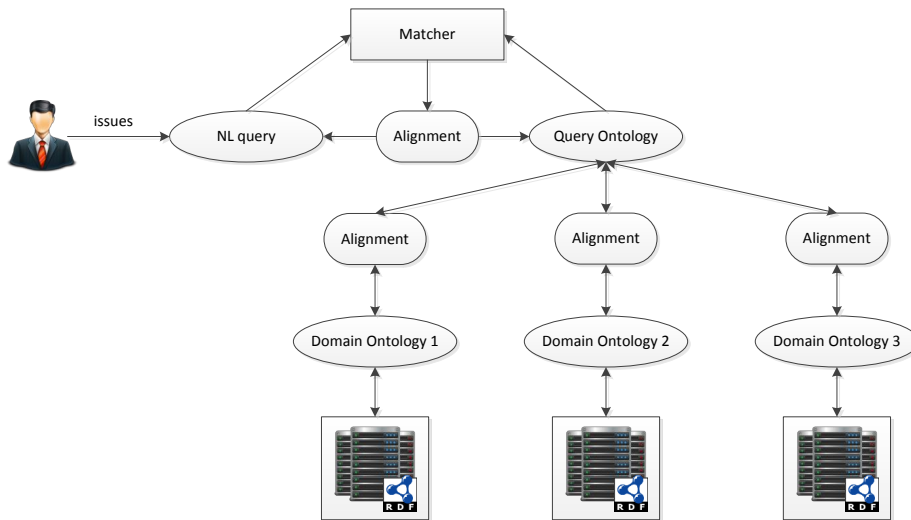 Matcher
issues
NL query
Alignment
Query Ontology
Alignment
Alignment
Alignment
Domain Ontology 1
Domain Ontology 2
Domain Ontology 3
RDF
RDF
RDF